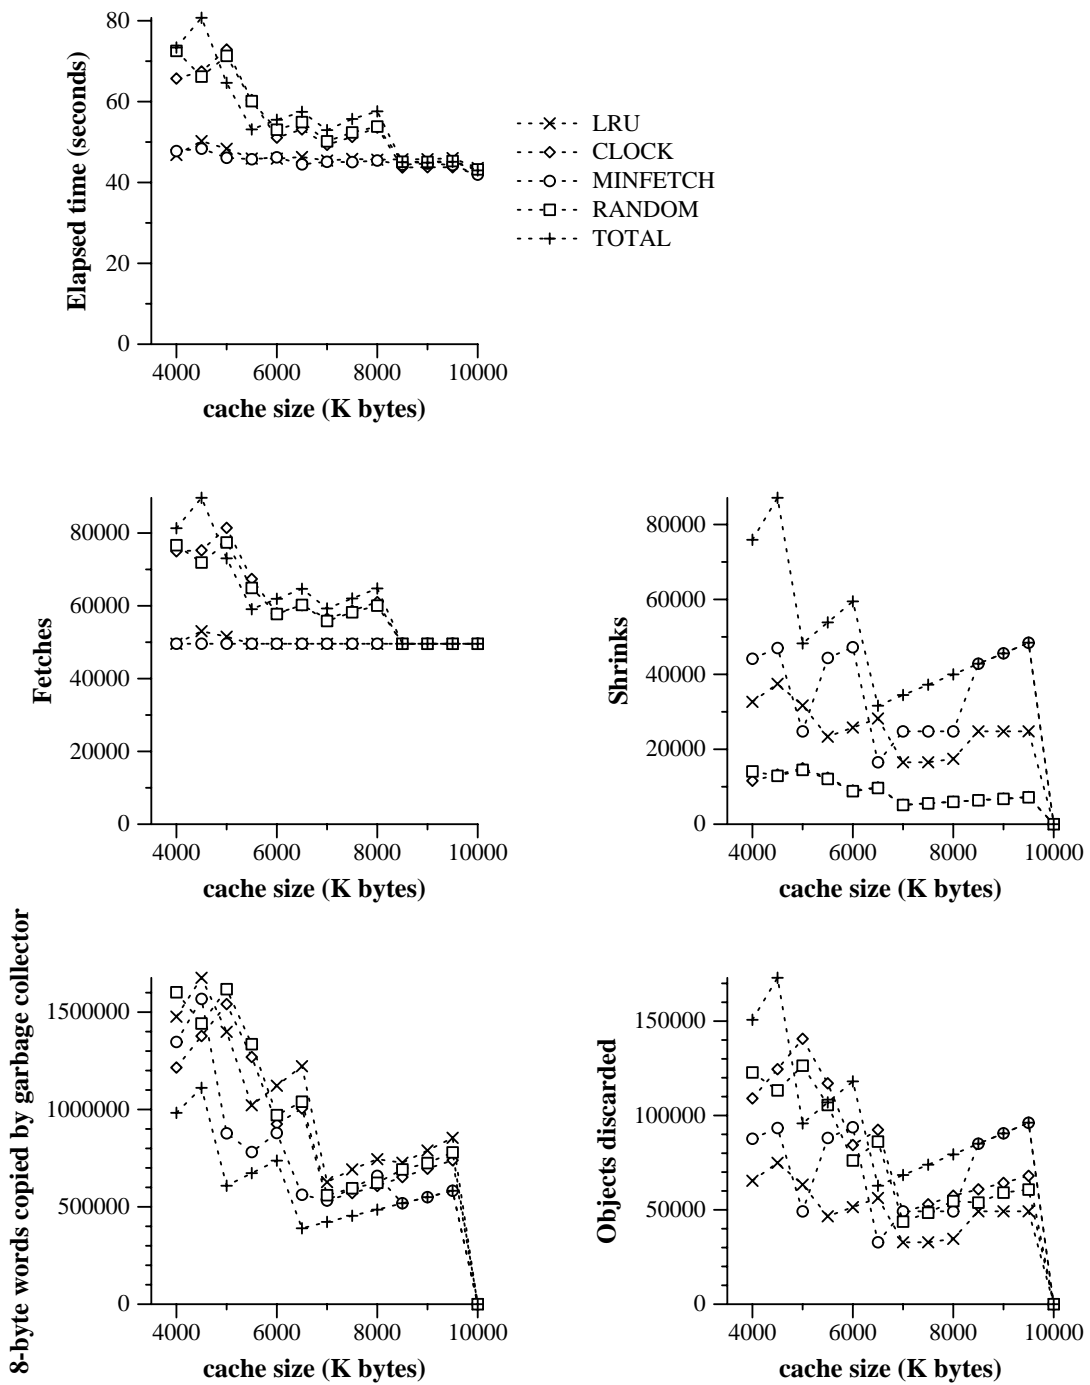 80
60
40
20
0
Elapsed time (seconds)
4000 6000 8000 10000
cache size (K bytes)
LRU
CLOCK
MINFETCH
RANDOM
TOTAL
80000
60000
40000
20000
0
Fetches
4000 6000 8000 10000
cache size (K bytes)
80000
60000
40000
20000
0
Shrinks
4000 6000 8000 10000
cache size (K bytes)
1500000
1000000
500000
0
8-byte words copied by garbage collector
4000 6000 8000 10000
cache size (K bytes)
150000
100000
50000
0
Objects discarded
4000 6000 8000 10000
cache size (K bytes)